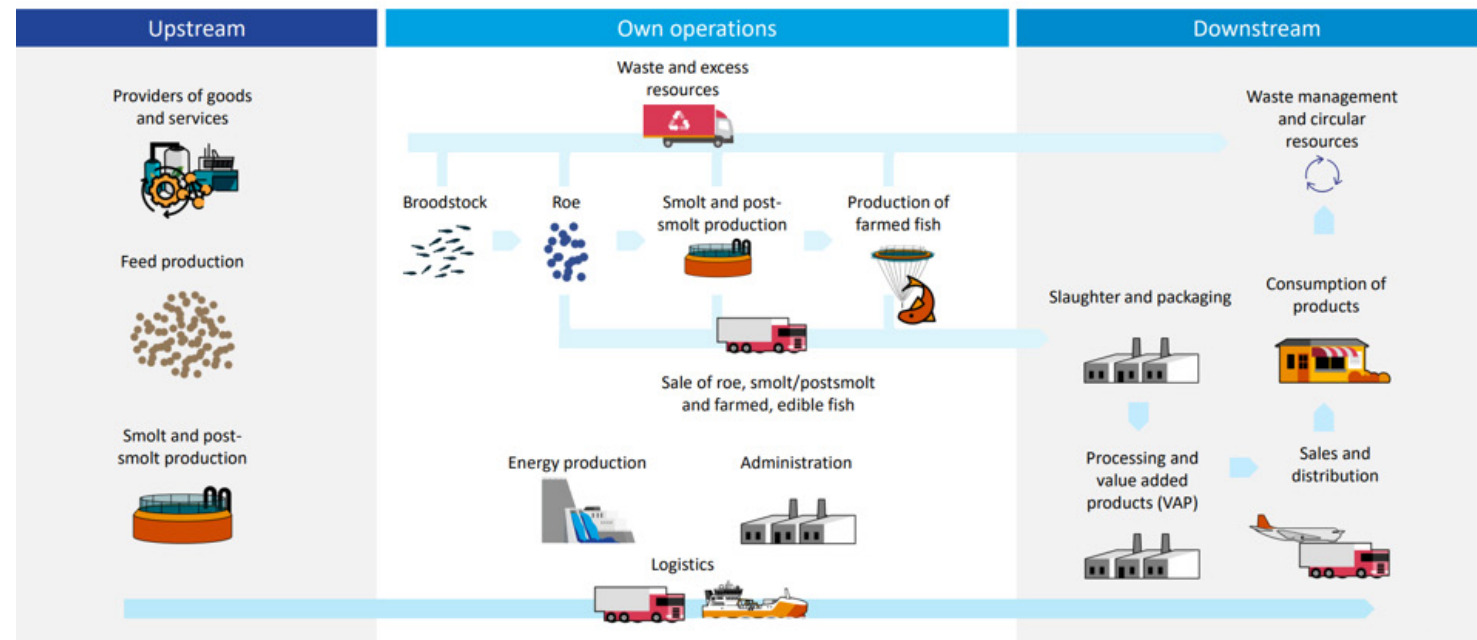 Upstream
Own operations
Downstream
Providers of goods
and services
Feed production
Smolt and post-
smolt production
Waste and excess
resources
Broodstock
Roe
Smolt and post-
smolt production
Production of
farmed fish
Sale of roe, smolt/postsmolt
and farmed, edible fish
Energy production
Administration
Logistics
Waste management
and circular
resources
Slaughter and packaging
Consumption of
products
Processing and
value added
products (VAP)
Sales and
distribution